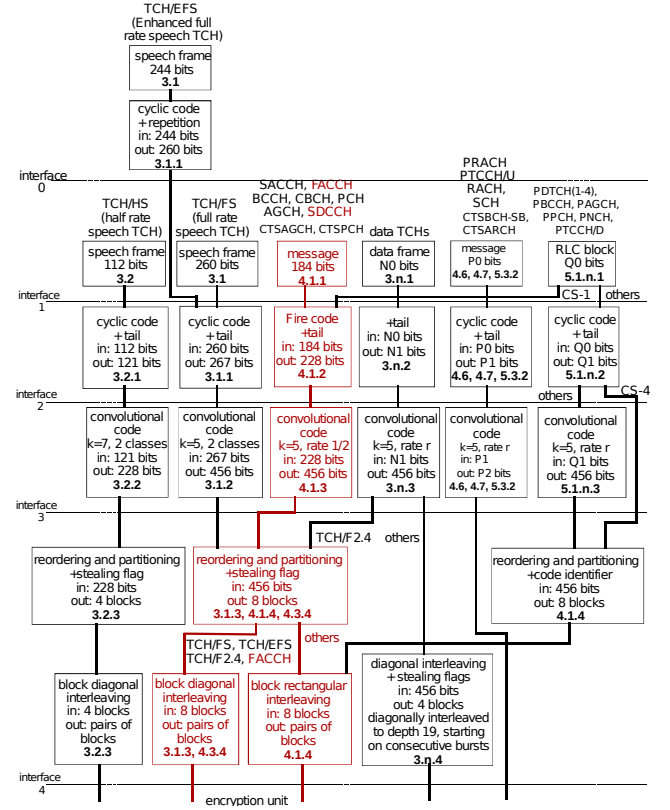 TCH/EFS
(Enhanced full
rate speech TCH)
speech frame
244 bits
3.1
cyclic code
+repetition
in: 244 bits
out: 260 bits
3.1.1
interface
0
TCH/HS
(half rate
speech TCH)
TCH/FS
(full rate
speech TCH)
SACCH, FACCH
BCCH, CBCH, PCH
AGCH, SDCCH
CTSAGCH, CTSPCH
data TCHs
PRACH
PTCCH/U
RACH,
SCH
CTSBCH-SB,
CTSARCH
PDTCH(1-4),
PBCCH, PAGCH,
PPCH, PNCH,
PTCCH/D
speech frame
112 bits
3.2
speech frame
260 bits
3.1
message
184 bits
4.1.1
data frame
N0 bits
3.n.1
message
P0 bits
4.6, 4.7, 5.3.2
RLC block
Q0 bits
5.1.n.1
interface
1
CS-1
others
cyclic code
+ tail
in: 112 bits
out: 121 bits
3.2.1
cyclic code
+ tail
in: 260 bits
out: 267 bits
3.1.1
Fire code
+tail
in: 184 bits
out: 228 bits
4.1.2
+tail
in: N0 bits
out: N1 bits
3.n.2
cyclic code
+ tail
in: P0 bits
out: P1 bits
4.6, 4.7, 5.3.2
cyclic code
+ tail
in: Q0 bits
out: Q1 bits
5.1.n.2
interface
2
others
CS-4
convolutional
code
k=7, 2 classes
in: 121 bits
out: 228 bits
3.2.2
convolutional
code
k=5, 2 classes
in: 267 bits
out: 456 bits
3.1.2
convolutional
code
k=5, rate 1/2
in: 228 bits
out: 456 bits
4.1.3
convolutional
code
k=5, rate r
in: N1 bits
out: 456 bits
3.n.3
convolutional
code
k=5, rate r
in: P1
out: P2 bits
4.6, 4.7, 5.3.2
convolutional
code
k=5, rate r
in: Q1 bits
out: 456 bits
5.1.n.3
interface
3
TCH/F2.4
others
reordering and partitioning
+stealing flag
in: 228 bits
out: 4 blocks
3.2.3
reordering and partitioning
+stealing flag
in: 456 bits
out: 8 blocks
3.1.3, 4.1.4, 4.3.4
reordering and partitioning
+code identifier
in: 456 bits
out: 8 blocks
4.1.4
TCH/FS, TCH/EFS
TCH/F2.4, FACCH
others
block diagonal
interleaving
in: 4 blocks
out: pairs of
blocks
3.2.3
block diagonal
interleaving
in: 8 blocks
out: pairs of
blocks
3.1.3, 4.3.4
block rectangular
interleaving
in: 8 blocks
out: pairs of
blocks
4.1.4
diagonal interleaving
+ stealing flags
in: 456 bits
out: 4 blocks
diagonally interleaved
to depth 19, starting
on consecutive bursts
3.n.4
interface
4
encryption unit